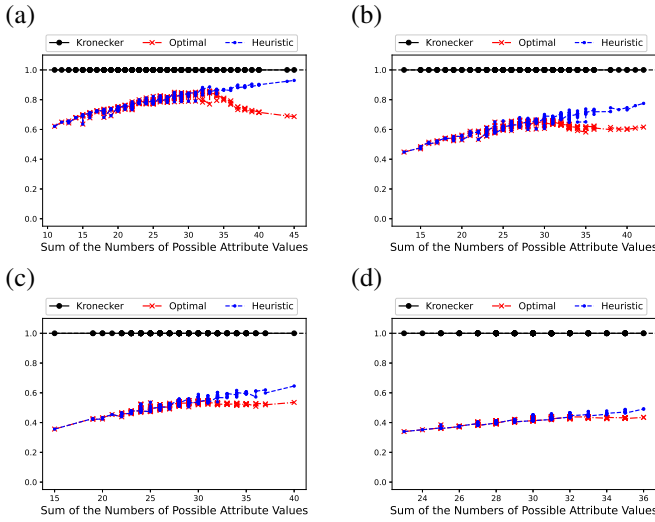 (a)
Kronecker Optimal Heuristic
1.0
0.8
0.6
0.4
0.2
0.0
10 15 20 25 30 35 40 45
Sum of the Numbers of Possible Attribute Values
(b)
Kronecker Optimal Heuristic
1.0
0.8
0.6
0.4
0.2
0.0
15 20 25 30 35 40
Sum of the Numbers of Possible Attribute Values
(c)
Kronecker Optimal Heuristic
1.0
0.8
0.6
0.4
0.2
0.0
15 20 25 30 35 40
Sum of the Numbers of Possible Attribute Values
(d)
Kronecker Optimal Heuristic
1.0
0.8
0.6
0.4
0.2
0.0
24 26 28 30 32 34 36
Sum of the Numbers of Possible Attribute Values